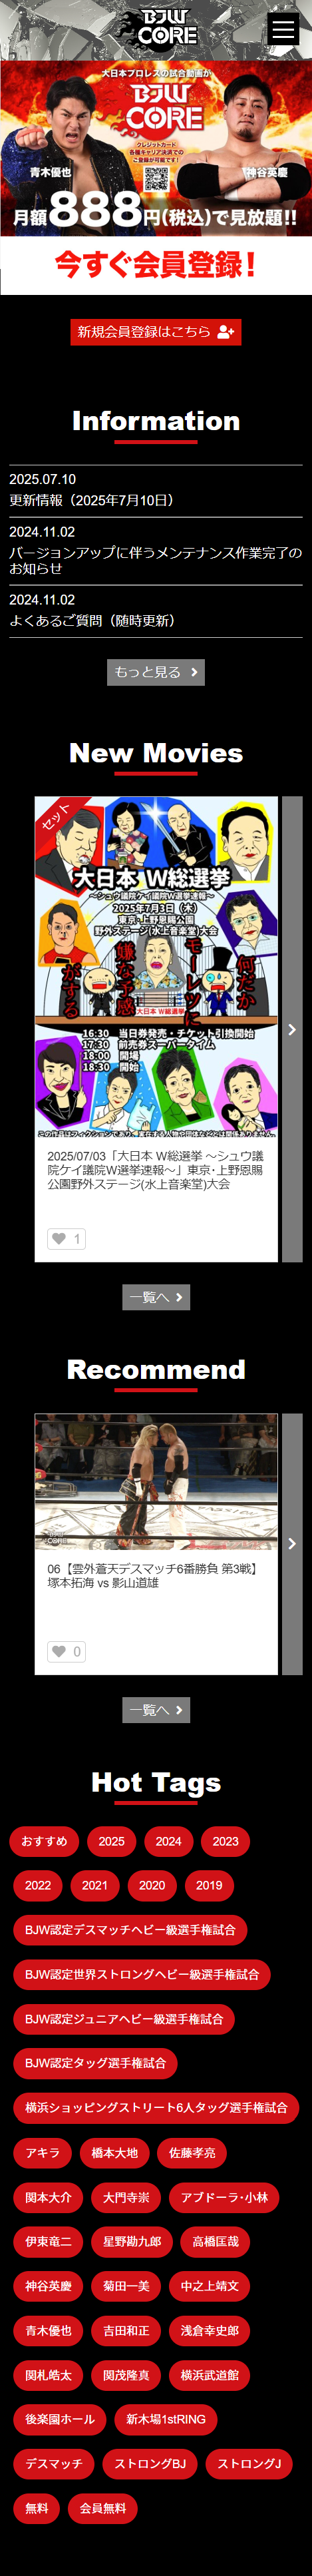 BJW
CORE
大日本プロレスの試合動画が
BJW
CORE
クレジットカード
各種キャリア決済での
ご登録が可能です!
青木優也
神谷英慶
月額888円(税込)で見放題!!
今すぐ会員登録!
新規会員登録はこちら
Information
2025.07.10
更新情報（2025年7月10日）
2024.11.02
バージョンアップに伴うメンテナンス作業完了の
お知らせ
2024.11.02
よくあるご質問（随時更新）
もっと見る
New Movies
セット
大日本 W総選挙
～シュウ議院ケイ議院W選挙速報～
2025年7月3日（木）
東京・上野恩賜公園
野外ステージ(水上音楽堂)大会
何だか
モーレツに
嫌な予感
がする
大日本 W総選挙
16:30 当日券発売・チケット引換開始
17:30 前売券スーパータイム
18:00 開場
18:30 開始
2025/07/03「大日本 W総選挙 ～シュウ議
院ケイ議院W選挙速報～」東京･上野恩賜
公園野外ステージ(水上音楽堂)大会
1
一覧へ
Recommend
BJW
CORE
06【雲外蒼天デスマッチ6番勝負 第3戦】
塚本拓海 vs 影山道雄
0
一覧へ
Hot Tags
おすすめ 2025 2024 2023
2022 2021 2020 2019
BJW認定デスマッチヘビー級選手権試合
BJW認定世界ストロングヘビー級選手権試合
BJW認定ジュニアヘビー級選手権試合
BJW認定タッグ選手権試合
横浜ショッピングストリート6人タッグ選手権試合
アキラ 橋本大地 佐藤孝亮
関本大介 大門寺崇 アブドーラ･小林
伊東竜二 星野勘九郎 高橋匡哉
神谷英慶 菊田一美 中之上靖文
青木優也 吉田和正 浅倉幸史郎
関札皓太 関茂隆真 横浜武道館
後楽園ホール 新木場1stRING
デスマッチ ストロングBJ ストロングJ
無料 会員無料